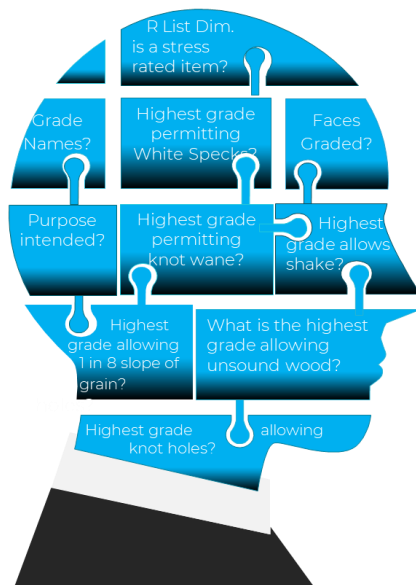 R List Dim.
is a stress
rated item?
Grade
Names?
Highest grade
permitting
White Specks?
Faces
Graded?
Purpose
intended?
Highest grade
permitting
knot wane?
Highest
grade allows
shake?
Highest
grade allowing
1 in 8 slope of
grain?
What is the highest
grade allowing
unsound wood?
Highest grade allowing
knot holes?